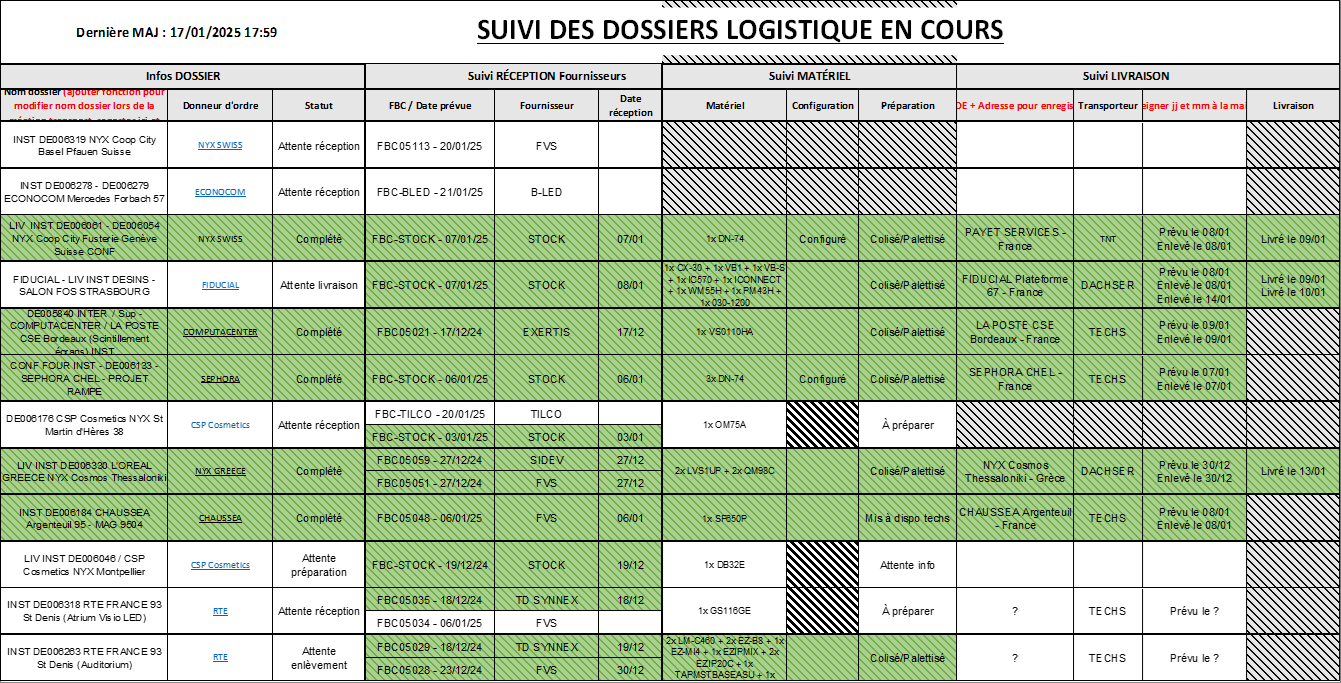 Dernière MAJ : 17/01/2025 17:59
SUIVI DES DOSSIERS LOGISTIQUE EN COURS
Infos DOSSIER
Suivi RÉCEPTION Fournisseurs
Suivi MATÉRIEL
Suivi LIVRAISON
Nom dossier (ajouter fonction pour
modifier nom dossier lors de la
Donneur d'ordre
Statut
FBC / Date prévue
Fournisseur
Date
réception
Matériel
Configuration
Préparation
DE + Adresse pour enregis
Transporteur
eigner jj et mm à la mai
Livraison
INST DE006319 NYX Coop City
Basel Pfauen Suisse
NYX SWISS
Attente réception
FBC05113 - 20/01/25
FVS
INST DE006278 - DE006279
ECONOCOM Mercedes Forbach 57
ECONOCOM
Attente réception
FBC-BLED - 21/01/25
B-LED
LIV INST DE006061 - DE006054
NYX Coop City Fusterie Genève
Suisse CONF
NYX SWISS
Complété
FBC-STOCK - 07/01/25
STOCK
07/01
1x DN-74
Configuré
Colisé/Palettisé
PAYET SERVICES -
France
TNT
Prévu le 08/01
Enlevé le 08/01
Livré le 09/01
FIDUCIAL - LIV INST DESINS -
SALON FOS STRASBOURG
FIDUCIAL
Attente livraison
FBC-STOCK - 07/01/25
STOCK
08/01
1x CX-30 + 1x VB1 + 1x VB-S
+ 1x IC570 + 1x ICONNECT
+ 1x WM55H + 1x PM43H +
1x 030-1200
Colisé/Palettisé
FIDUCIAL Plateforme
67 - France
DACHSER
Prévu le 08/01
Enlevé le 08/01
Enlevé le 14/01
Livré le 09/01
Livré le 10/01
DE005840 INTER / Sup -
COMPUTACENTER / LA POSTE
CSE Bordeaux (Scintillement
écrans) INST
COMPUTACENTER
Complété
FBC05021 - 17/12/24
EXERTIS
17/12
1x VS0110HA
Colisé/Palettisé
LA POSTE CSE
Bordeaux - France
TECHS
Prévu le 09/01
Enlevé le 09/01
CONF FOUR INST - DE006133 -
SEPHORA CHEL - PROJET
RAMPE
SEPHORA
Complété
FBC-STOCK - 06/01/25
STOCK
06/01
3x DN-74
Configuré
Colisé/Palettisé
SEPHORA CHEL -
France
TECHS
Prévu le 07/01
Enlevé le 07/01
DE006176 CSP Cosmetics NYX St
Martin d'Hères 38
CSP Cosmetics
Attente réception
FBC-TILCO - 20/01/25
TILCO
FBC-STOCK - 03/01/25
STOCK
03/01
1x OM75A
À préparer
LIV INST DE006330 L'OREAL
GREECE NYX Cosmos Thessaloniki
NYX GREECE
Complété
FBC05059 - 27/12/24
SIDEV
27/12
FBC05051 - 27/12/24
FVS
27/12
2x LVS1UP + 2x QM98C
Colisé/Palettisé
NYX Cosmos
Thessaloniki - Grèce
DACHSER
Prévu le 30/12
Enlevé le 30/12
Livré le 13/01
INST DE006184 CHAUSSEA
Argenteuil 95 - MAG 9504
CHAUSSEA
Complété
FBC05048 - 06/01/25
FVS
06/01
1x SF650P
Mis à dispo techs
CHAUSSEA Argenteuil
- France
TECHS
Prévu le 08/01
Enlevé le 08/01
LIV INST DE006046 / CSP
Cosmetics NYX Montpellier
CSP Cosmetics
Attente
préparation
FBC-STOCK - 19/12/24
STOCK
19/12
1x DB32E
Attente info
INST DE006318 RTE FRANCE 93
St Denis (Atrium Visio LED)
RTE
Attente réception
FBC05035 - 18/12/24
TD SYNNEX
18/12
FBC05034 - 06/01/25
FVS
1x GS116GE
À préparer
?
TECHS
Prévu le ?
INST DE006263 RTE FRANCE 93
St Denis (Auditorium)
RTE
Attente
enlèvement
FBC05029 - 18/12/24
TD SYNNEX
19/12
FBC05028 - 23/12/24
FVS
30/12
2x LM-C460 + 2x EZ-B8 + 1x
EZ-MI4 + 1x EZIPMIX + 2x
EZIP20C + 1x
TAPMSTBASEASU + 1x
Colisé/Palettisé
?
TECHS
Prévu le ?